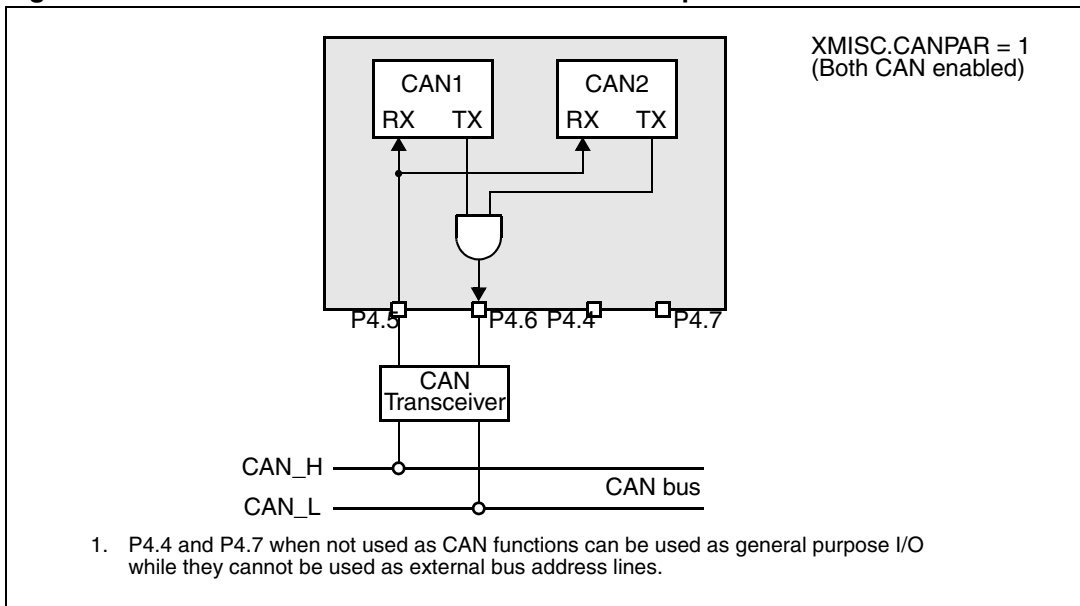 XMISC.CANPAR = 1
(Both CAN enabled)
CAN1
RX TX
CAN2
RX TX
P4.5
P4.6
P4.4
P4.7
CAN
Transceiver
CAN_H
CAN bus
CAN_L
1. P4.4 and P4.7 when not used as CAN functions can be used as general purpose I/O
while they cannot be used as external bus address lines.